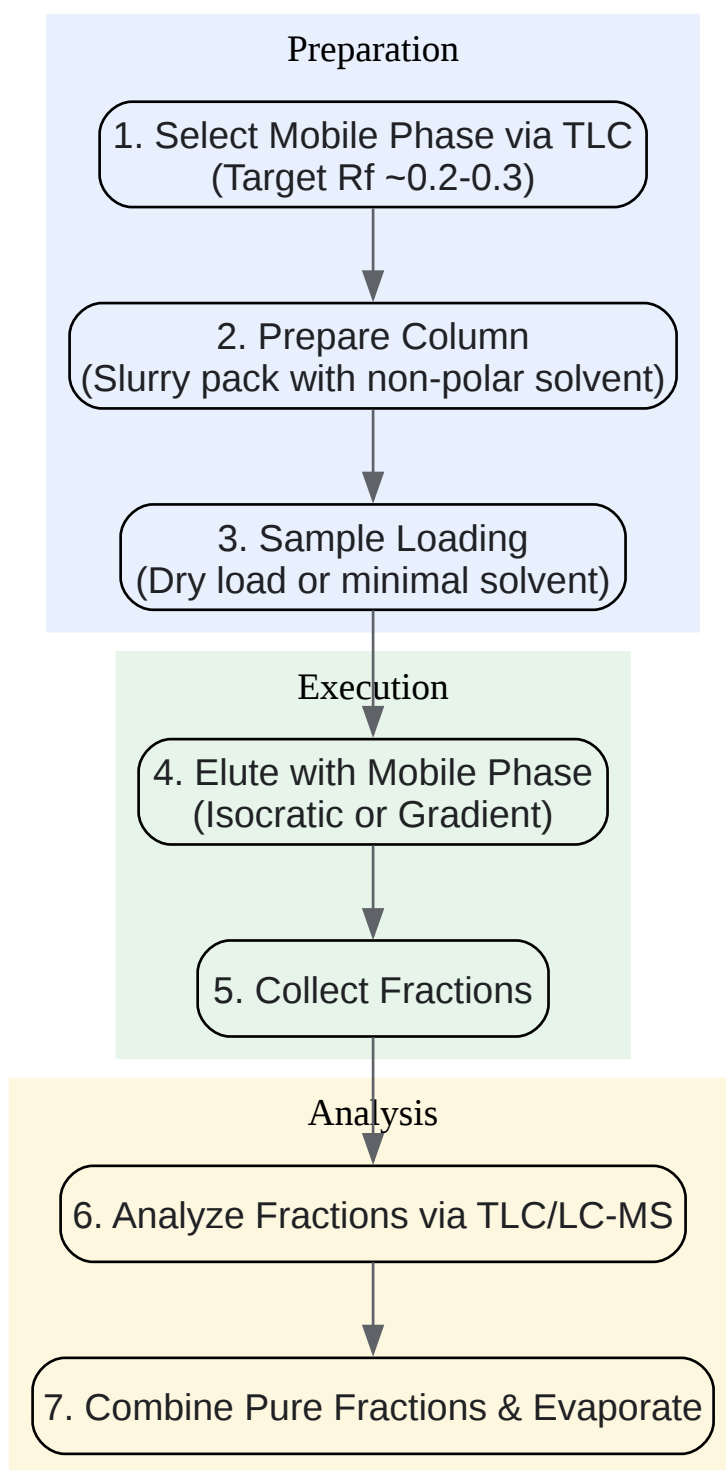 Preparation
1. Select Mobile Phase via TLC
(Target Rf ~0.2-0.3)
2. Prepare Column
(Slurry pack with non-polar solvent)
3. Sample Loading
(Dry load or minimal solvent)
Execution
4. Elute with Mobile Phase
(Isocratic or Gradient)
5. Collect Fractions
Analysis
6. Analyze Fractions via TLC/LC-MS
7. Combine Pure Fractions & Evaporate